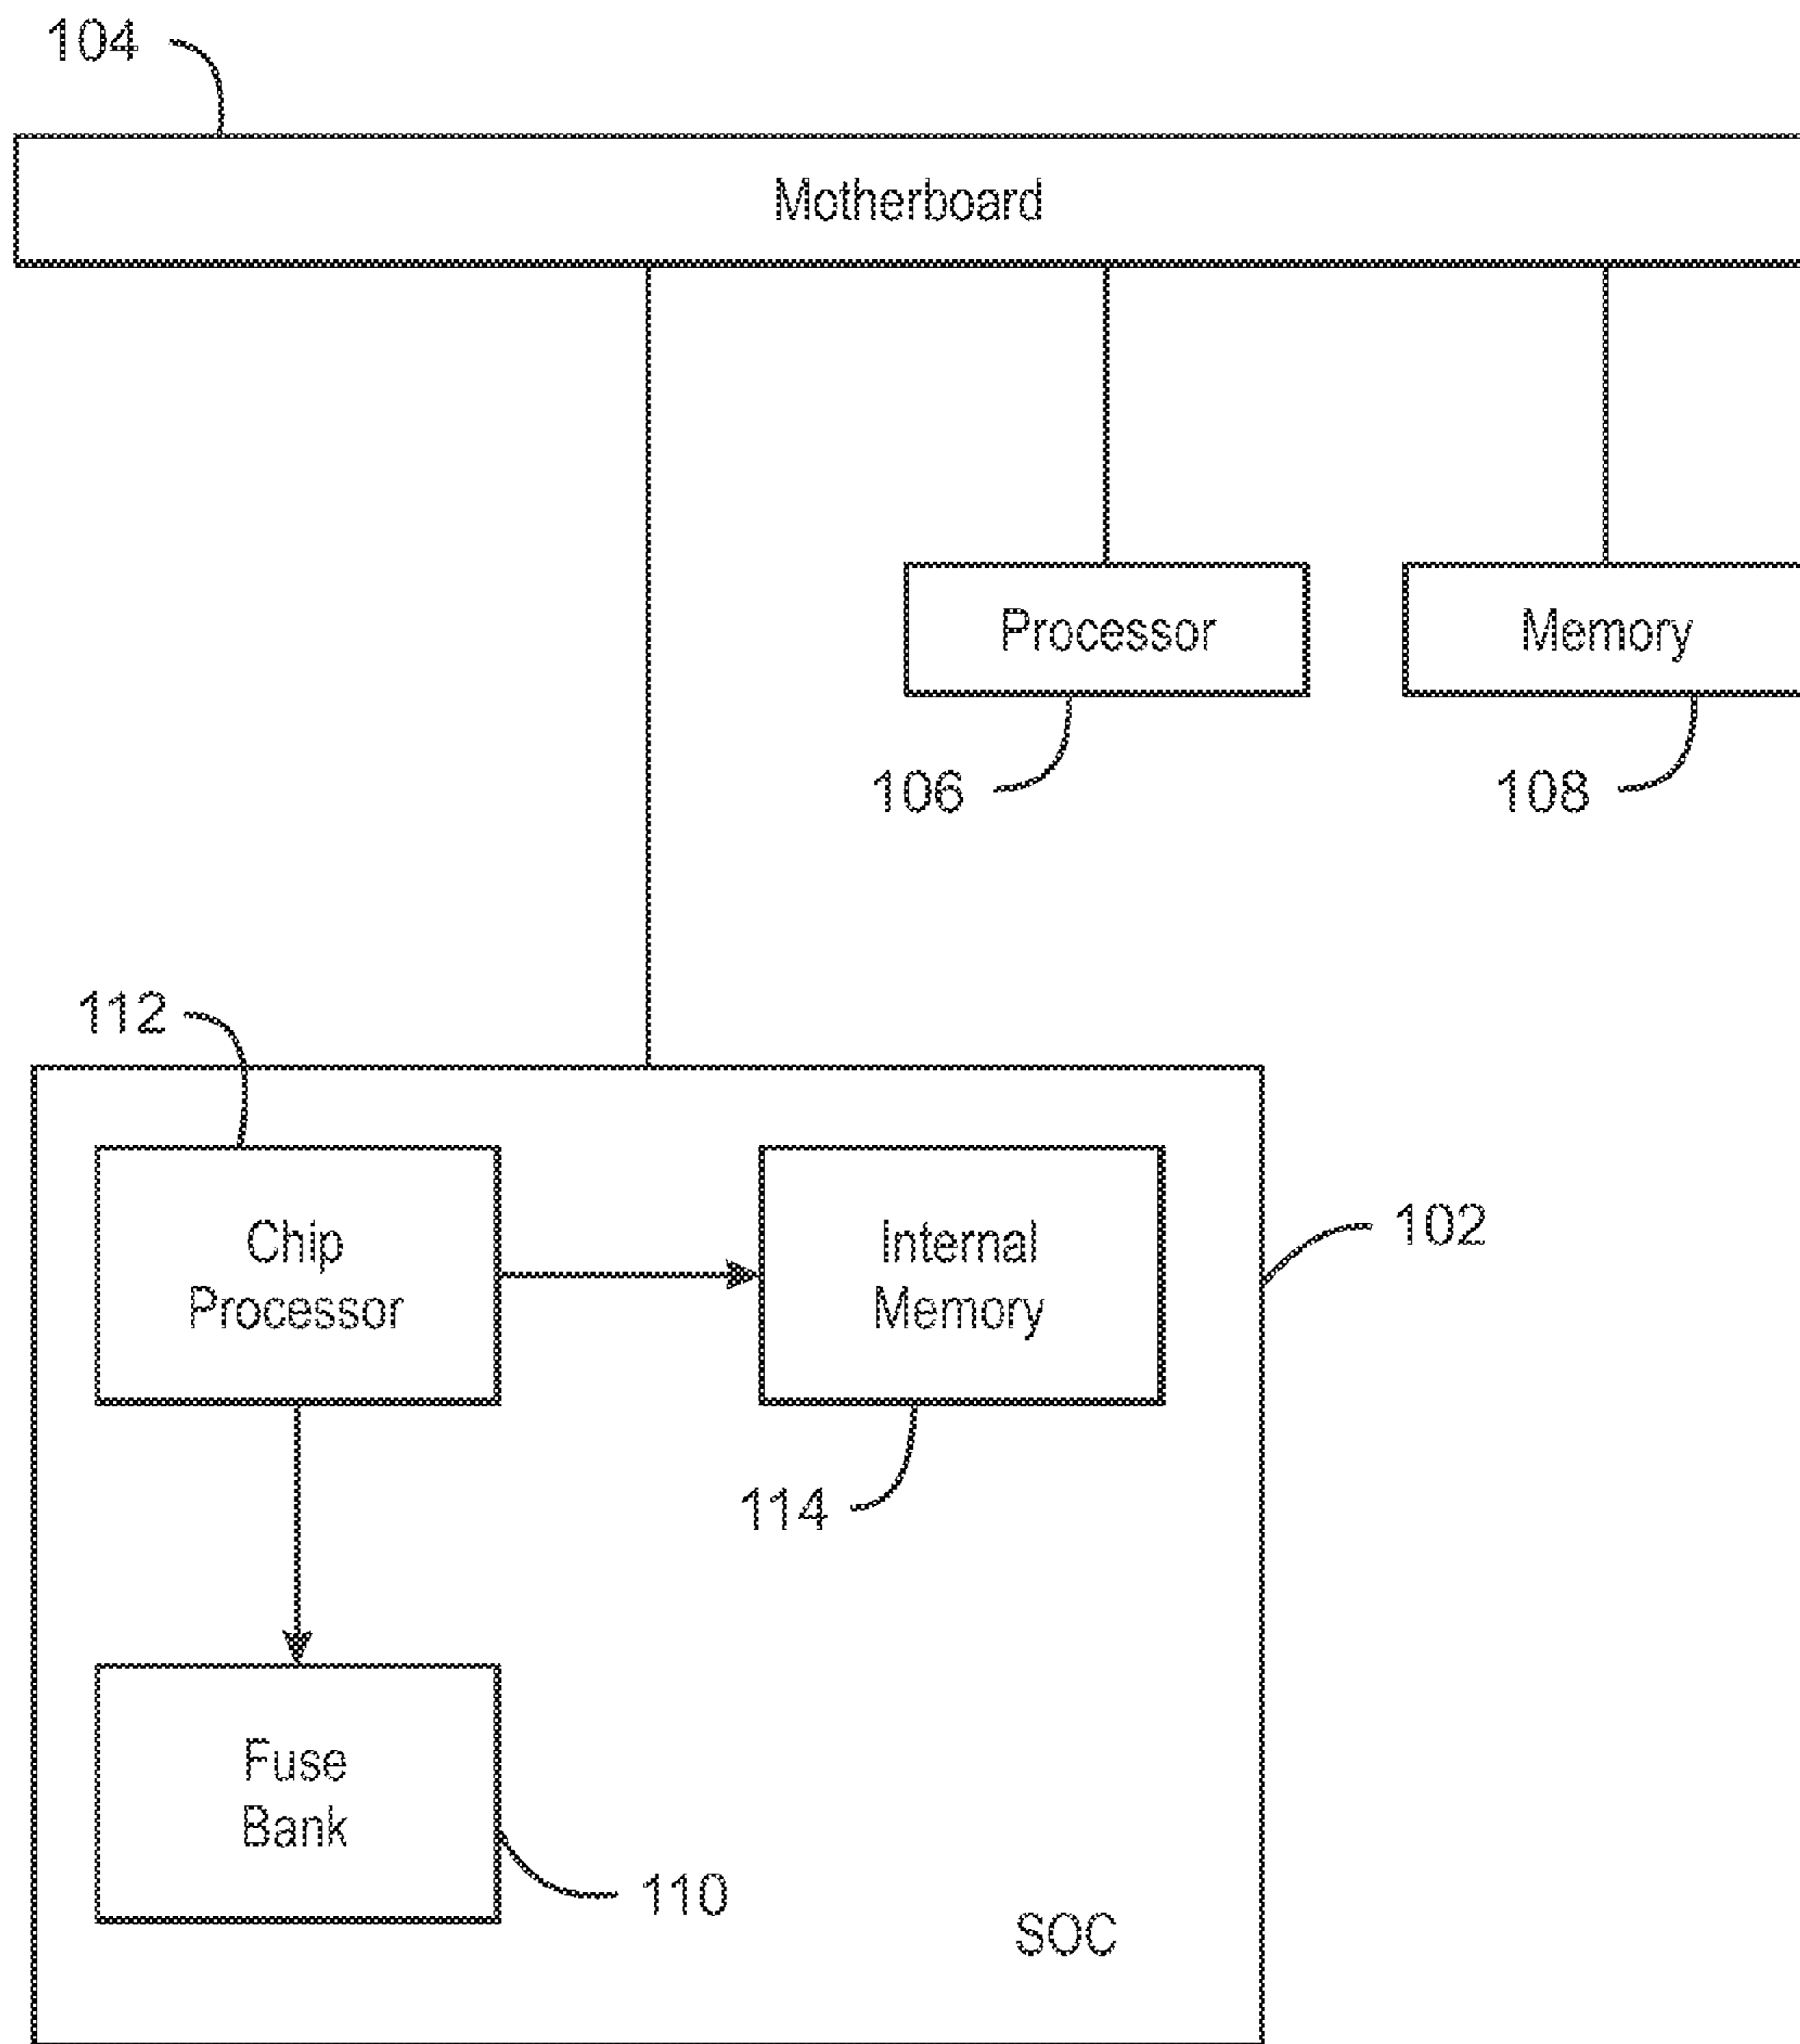 104
Motherboard
Processor
Memory
106
108
112
Chip
Processor
Internal
Memory
102
114
Fuse
Bank
110
SOC